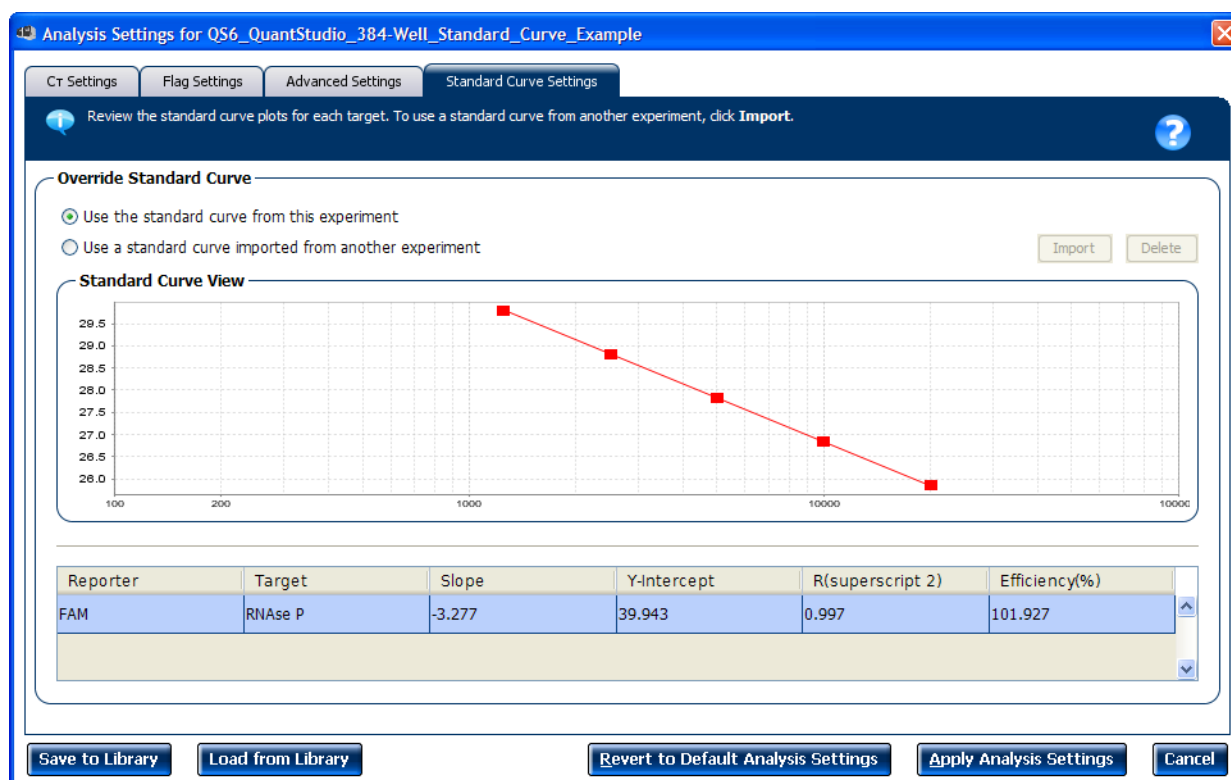 Analysis Settings for QS6_QuantStudio_384-Well_Standard_Curve_Example
CT Settings Flag Settings Advanced Settings Standard Curve Settings
Review the standard curve plots for each target. To use a standard curve from another experiment, click Import.
Override Standard Curve
Use the standard curve from this experiment
Use a standard curve imported from another experiment Import Delete
Standard Curve View
29.5
29.0
28.5
28.0
27.5
27.0
26.5
26.0
100 200 1000 10000 10000
Reporter Target Slope Y-Intercept R(superscript 2) Efficiency(%)
FAM RNAse P -3.277 39.943 0.997 101.927
Save to Library Load from Library Revert to Default Analysis Settings Apply Analysis Settings Cancel